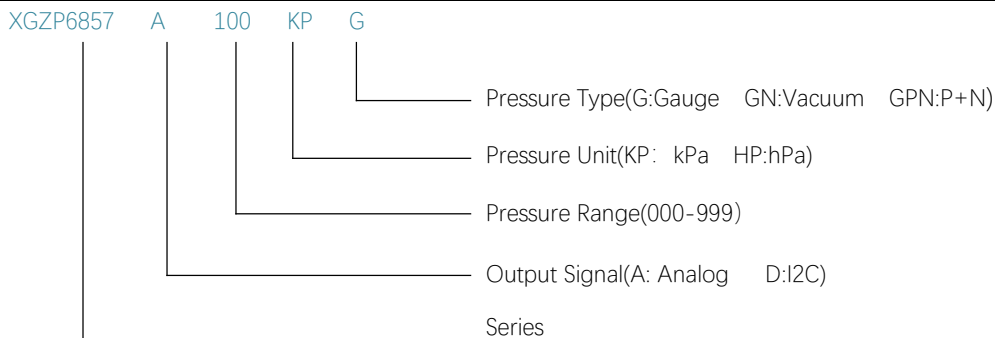 XGZP6857 A 100 KP G
Pressure Type(G:Gauge GN:Vacuum GPN:P+N)
Pressure Unit(KP: kPa HP:hPa)
Pressure Range(000-999)
Output Signal(A: Analog D:I2C)
Series